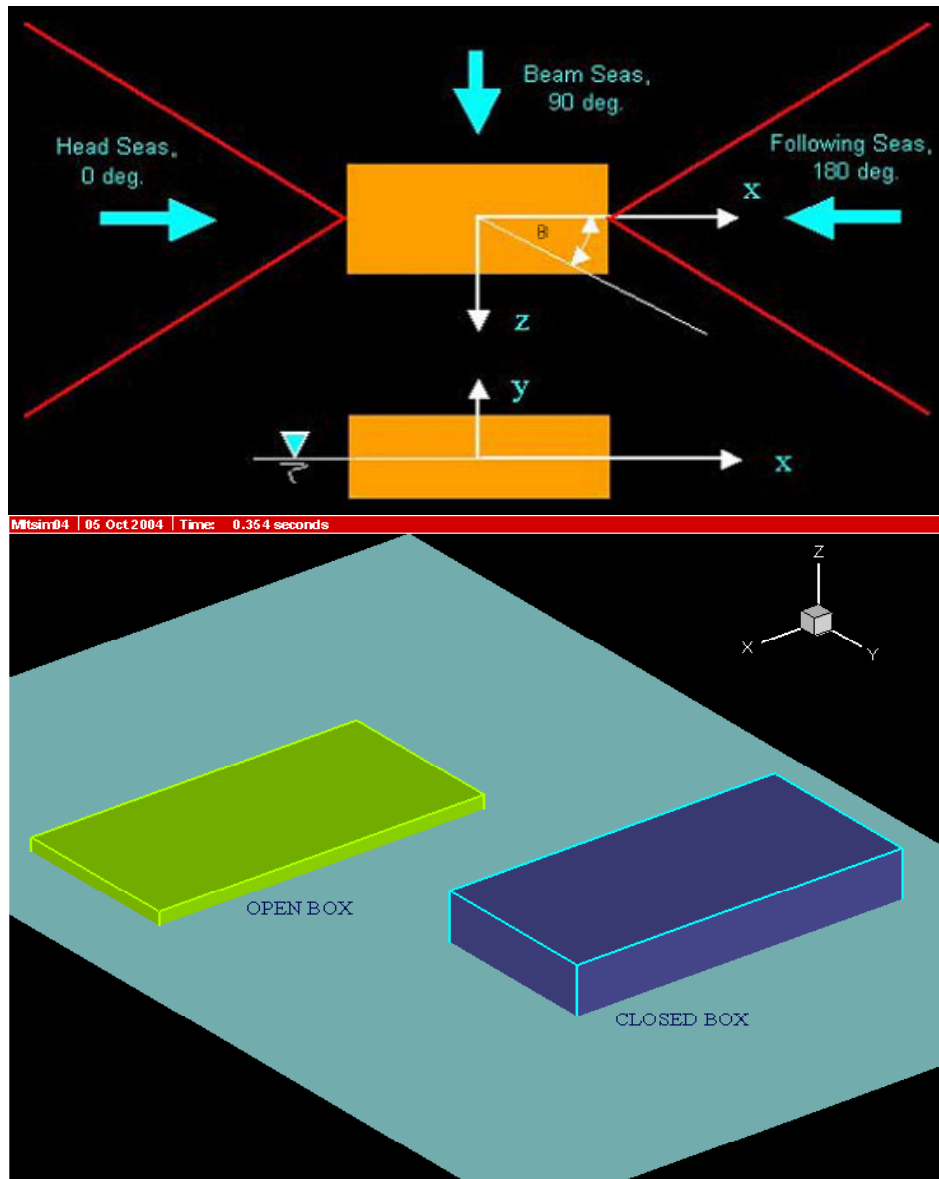 Beam Seas,
90 deg.
Head Seas,
0 deg.
Following Seas,
180 deg.
x
z
y
x
MItsim04 | 05 Oct 2004 | Time: 0.354 seconds
Z
X
Y
OPEN BOX
CLOSED BOX